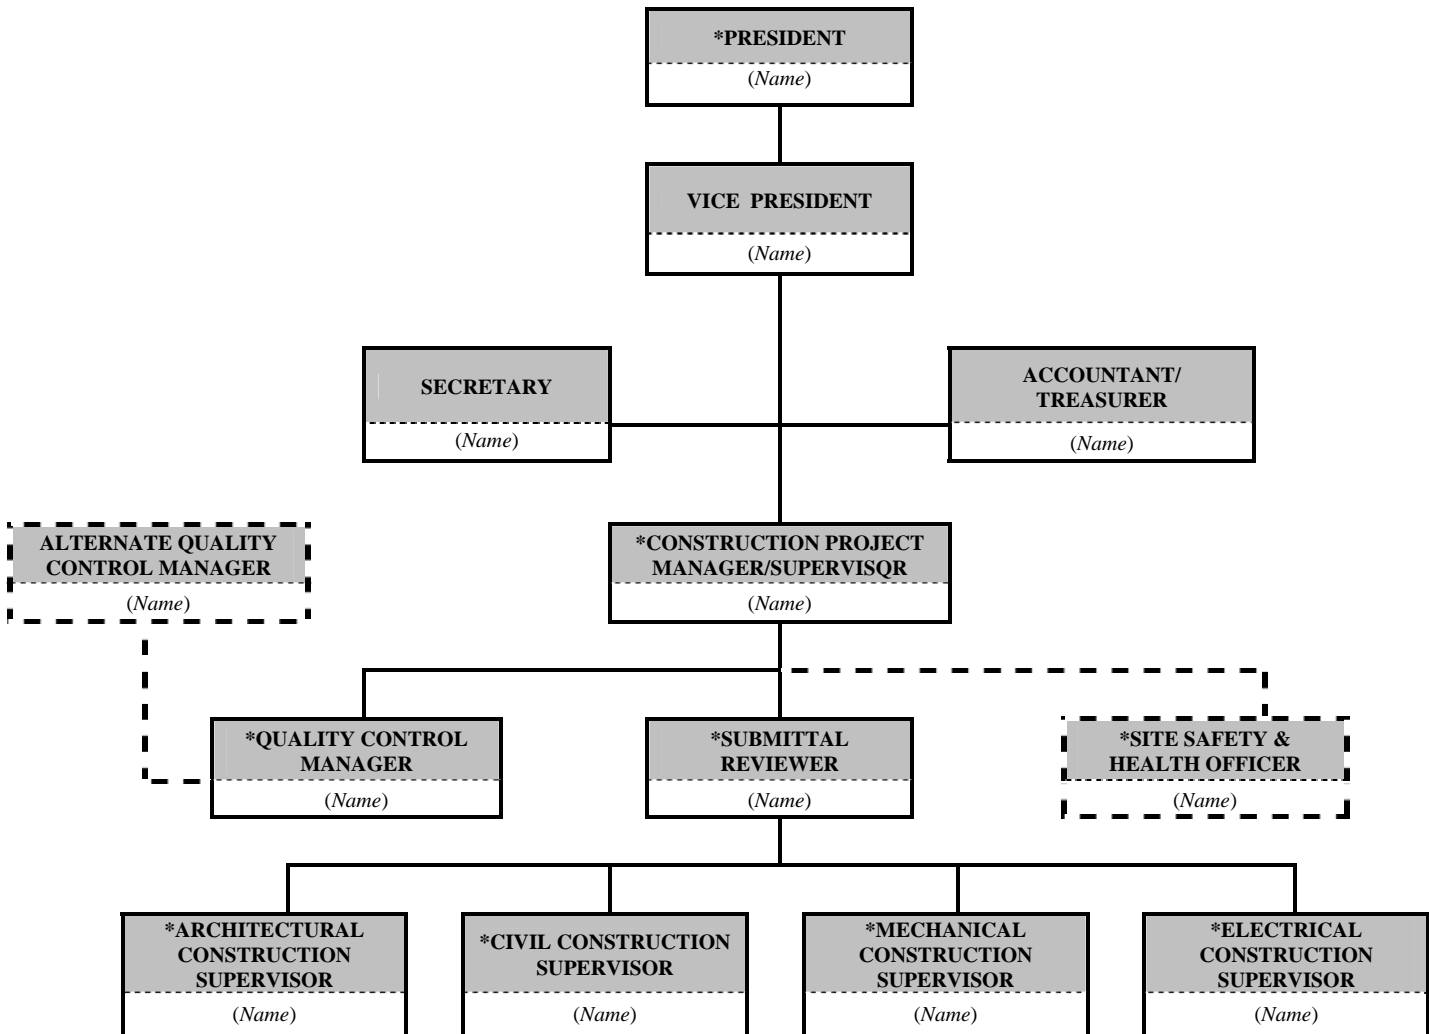 *PRESIDENT
(Name)
VICE PRESIDENT
(Name)
SECRETARY
(Name)
ACCOUNTANT/
TREASURER
(Name)
ALTERNATE QUALITY
CONTROL MANAGER
(Name)
*CONSTRUCTION PROJECT
MANAGER/SUPERVISQR
(Name)
*QUALITY CONTROL
MANAGER
(Name)
*SUBMITTAL
REVIEWER
(Name)
*SITE SAFETY &
HEALTH OFFICER
(Name)
*ARCHITECTURAL
CONSTRUCTION
SUPERVISOR
(Name)
*CIVIL CONSTRUCTION
SUPERVISOR
(Name)
*MECHANICAL
CONSTRUCTION
SUPERVISOR
(Name)
*ELECTRICAL
CONSTRUCTION
SUPERVISOR
(Name)